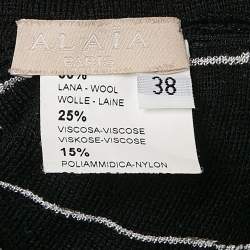 ALAÏA
PARIS
38
LANA - WOOL
WOLLE - LAINE
25%
VISCOSA-VISCOSE
VISKOSE-VISCOSE
15%
POLIAMMIDICA-NYLON